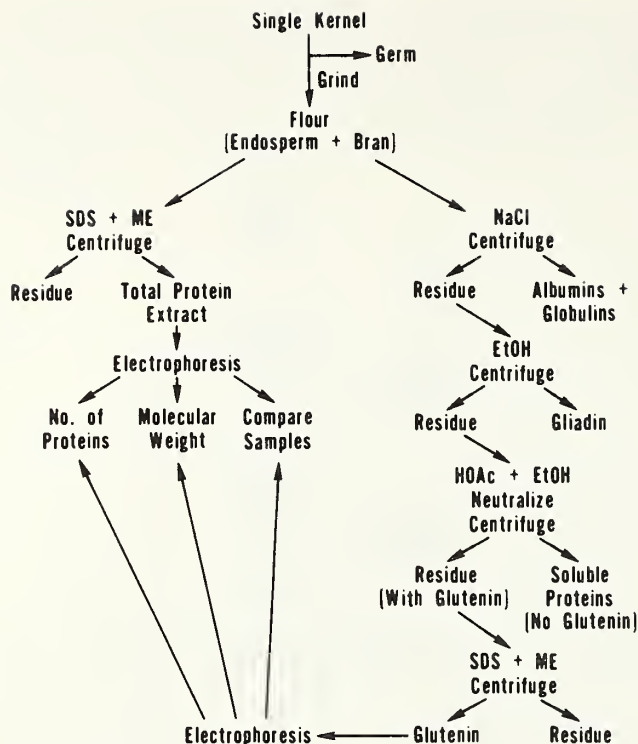 Single Kernel
Germ
Grind
Flour
(Endosperm + Bran)
SDS + ME
Centrifuge
NaCl
Centrifuge
Residue
Total Protein
Extract
Residue
Albumins +
Globulins
Electrophoresis
EtOH
Centrifuge
No. of
Proteins
Molecular
Weight
Compare
Samples
Residue
Gliadin
HOAc + EtOH
Neutralize
Centrifuge
Residue
(With Glutenin)
Soluble
Proteins
(No Glutenin)
SDS + ME
Centrifuge
Electrophoresis
Glutenin
Residue